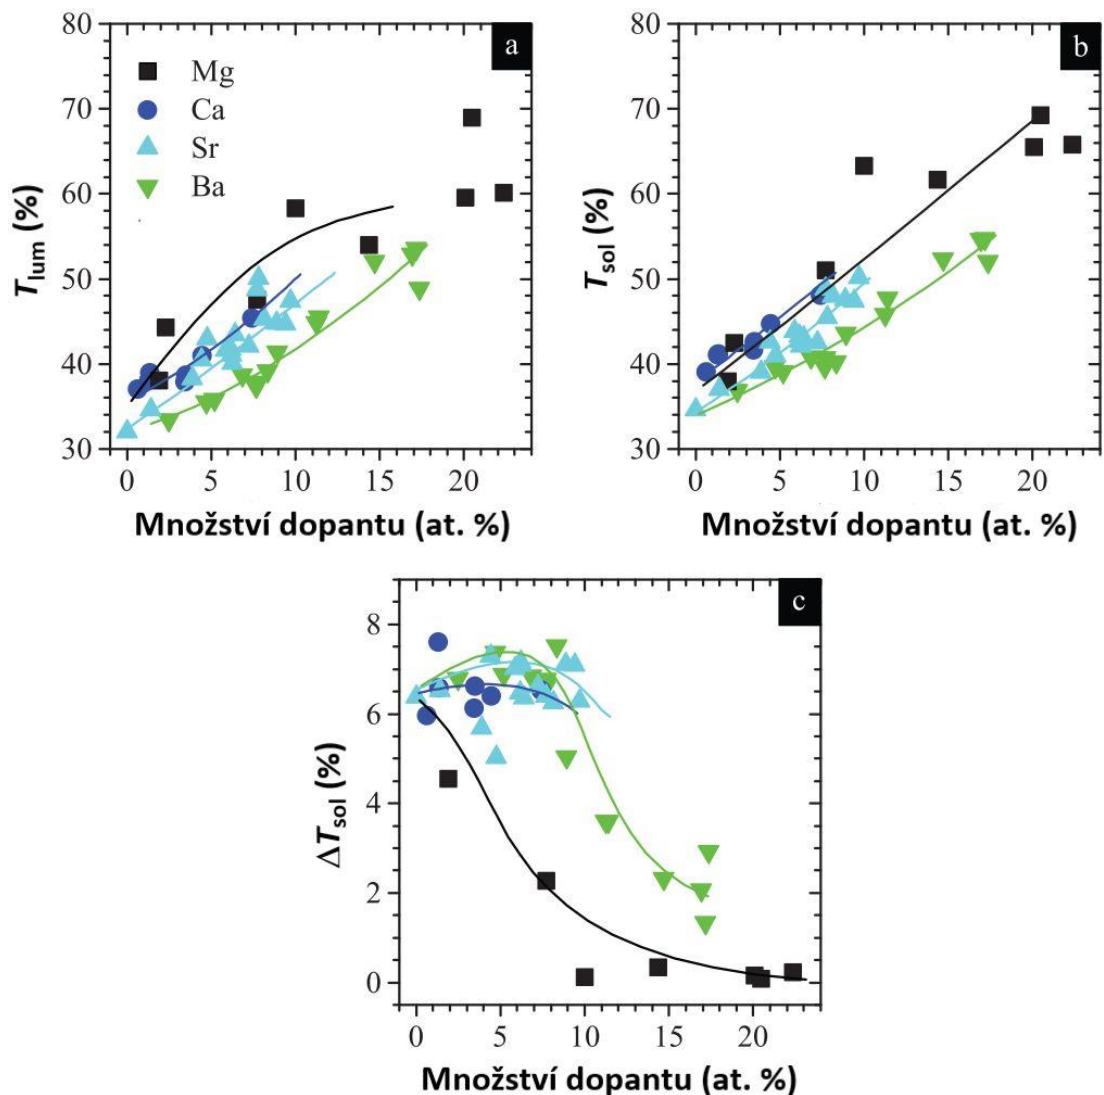 a
Mg
Ca
Sr
Ba
80
70
60
50
40
30
T_lum (%)
0 5 10 15 20
Množství dopantu (at. %)
b
80
70
60
50
40
30
T_sol (%)
0 5 10 15 20
Množství dopantu (at. %)
c
8
6
4
2
0
ΔT_sol (%)
0 5 10 15 20
Množství dopantu (at. %)